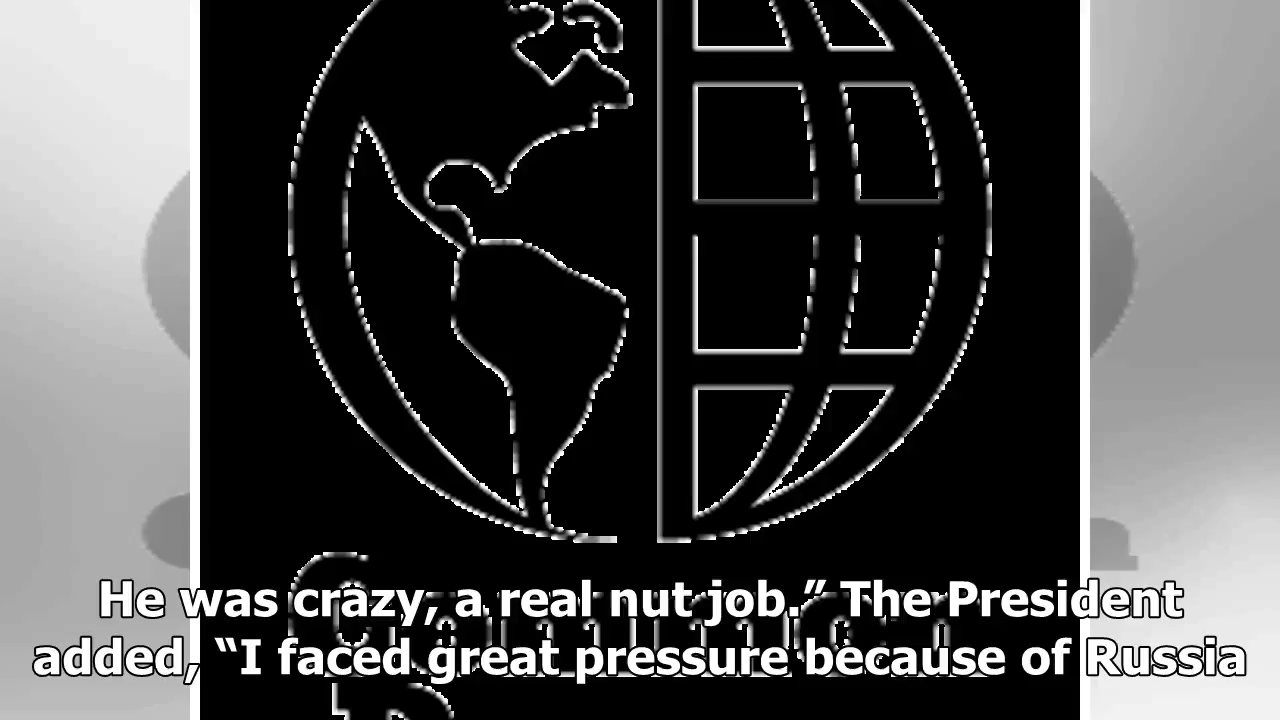 He was crazy, a real nut job.” The President
added, “I faced great pressure because of Russia